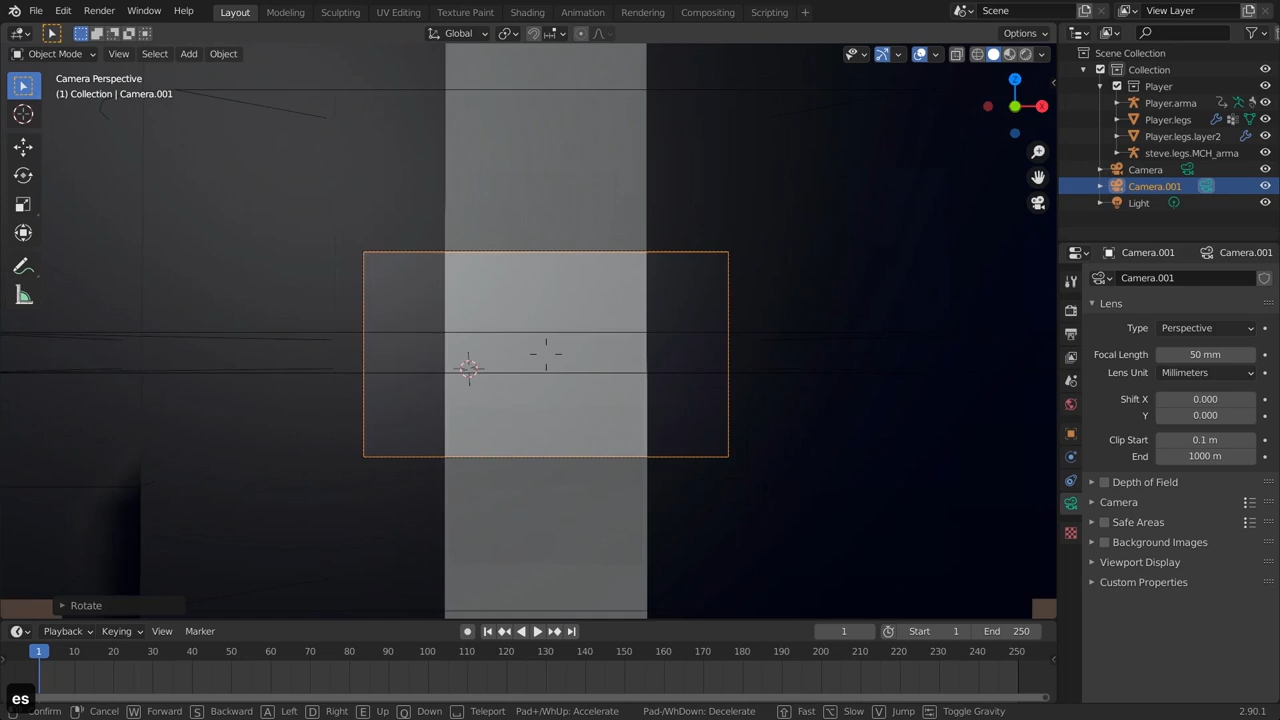 File Edit Render Window Help Layout Modeling Sculpting UV Editing Texture Paint Shading Animation Rendering Compositing Scripting + Scene View Layer
Global Options
Object Mode View Select Add Object
Scene Collection
Collection
Player
Player.arma
Player.legs
Player.legs.layer2
steve.legs.MCH_arma
Camera
Camera.001
Light
Camera Perspective
(1) Collection | Camera.001
Z
X
Camera.001 Camera.001
Camera.001
Lens
Type Perspective
Focal Length 50 mm
Lens Unit Millimeters
Shift X 0.000
Y 0.000
Clip Start 0.1 m
End 1000 m
Depth of Field
Camera
Safe Areas
Background Images
Viewport Display
Custom Properties
Rotate
Playback Keying View Marker 1 Start 1 End 250
1 10 20 30 40 50 60 70 80 90 100 110 120 130 140 150 160 170 180 190 200 210 220 230 240 250
es
Confirm Cancel W Forward S Backward A Left D Right E Up Q Down Teleport Pad+/WhUp: Accelerate Pad-/WhDown: Decelerate Fast Slow V Jump Toggle Gravity 2.90.1